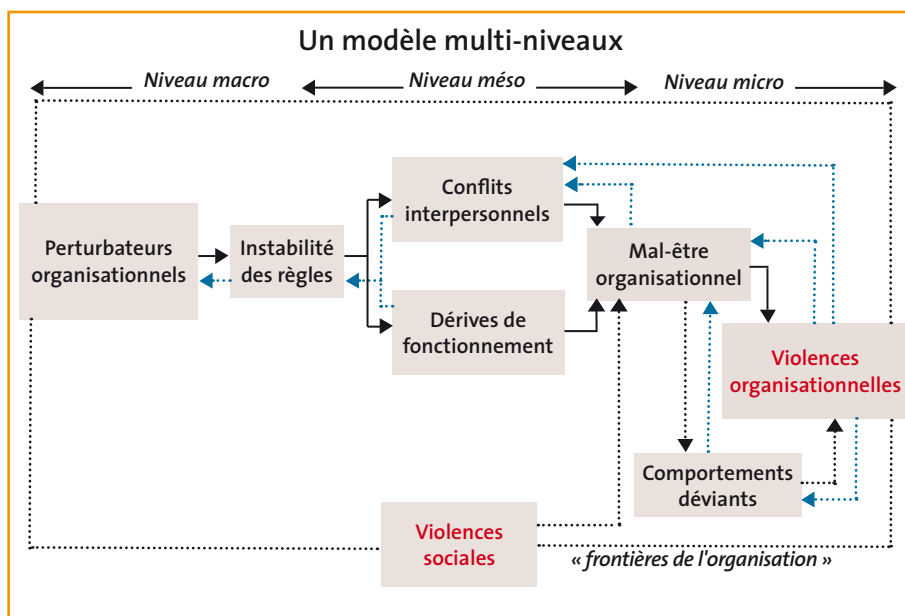 Un modèle multi-niveaux
Niveau macro
Niveau méso
Niveau micro
Conflits
interpersonnels
Perturbateurs
organisationnels
Instabilité
des règles
Mal-être
organisationnel
Dérives de
fonctionnement
Violences
organisationnelles
Comportements
déviants
Violences
sociales
« frontières de l'organisation »